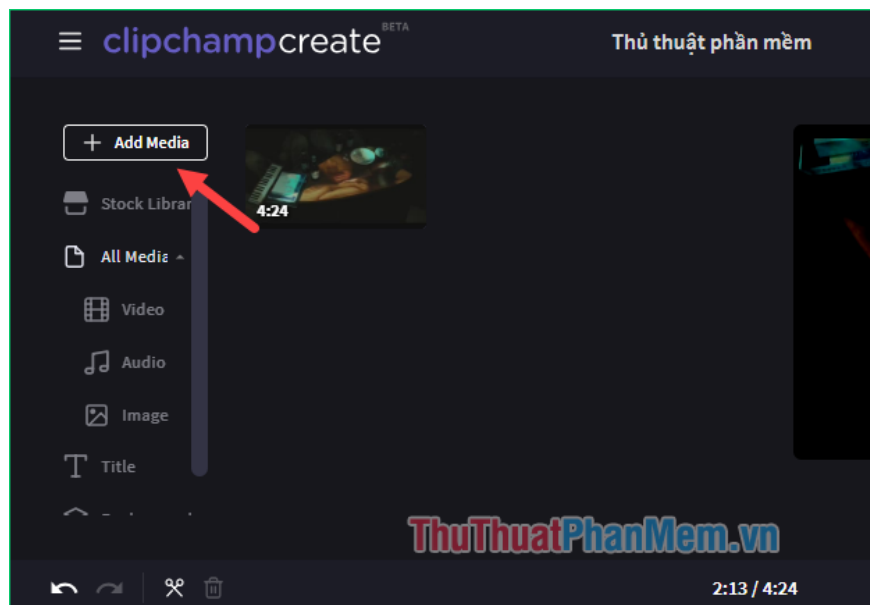 clipchampcreate BETA
Thủ thuật phần mềm
+ Add Media
Stock Librar
4:24
All Media
Video
Audio
Image
Title
ThuThuatPhanMem.vn
2:13 / 4:24